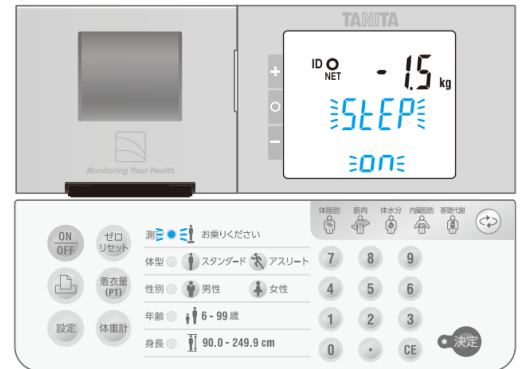 TANITA
ID
NET
-1.5 kg
StEP
on
+
○
−
Monitoring Your Health
体脂肪 筋肉 体水分 内臓脂肪 基礎代謝
ON
OFF
ゼロ
リセット
測 お乗りください
体型 スタンダード アスリート
着衣量
(PT)
性別 男性 女性
年齢 6 - 99 歳
設定
体重計
身長 90.0 - 249.9 cm
7 8 9
4 5 6
1 2 3
0 ・ CE
決定